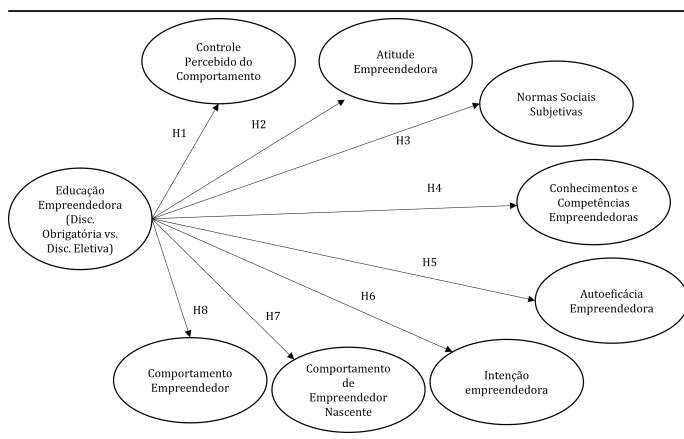 Controle
Percebido do
Comportamento
Atitude
Empreendedora
Normas Sociais
Subjetivas
H1
H2
H3
Educação
Empreendedora
(Disc.
Obrigatória vs.
Disc. Eletiva)
H4
Conhecimentos e
Competências
Empreendedoras
H5
Autoeficácia
Empreendedora
H6
H7
H8
Comportamento
Empreendedor
Comportamento
de
Empreendedor
Nascente
Intenção
empreendedora